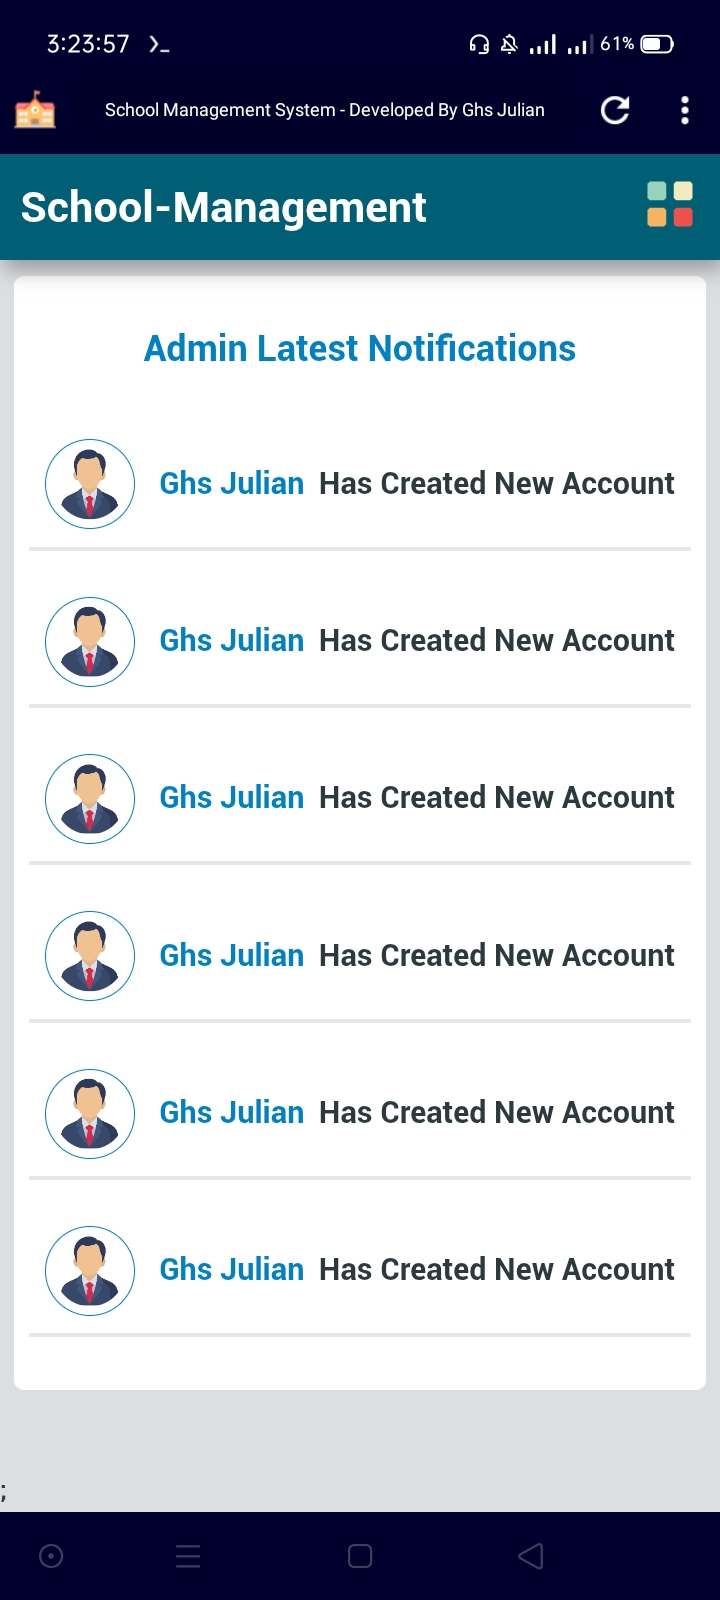 3:23:57 61%
School Management System - Developed By Ghs Julian
School-Management
Admin Latest Notifications
Ghs Julian Has Created New Account
Ghs Julian Has Created New Account
Ghs Julian Has Created New Account
Ghs Julian Has Created New Account
Ghs Julian Has Created New Account
Ghs Julian Has Created New Account
;